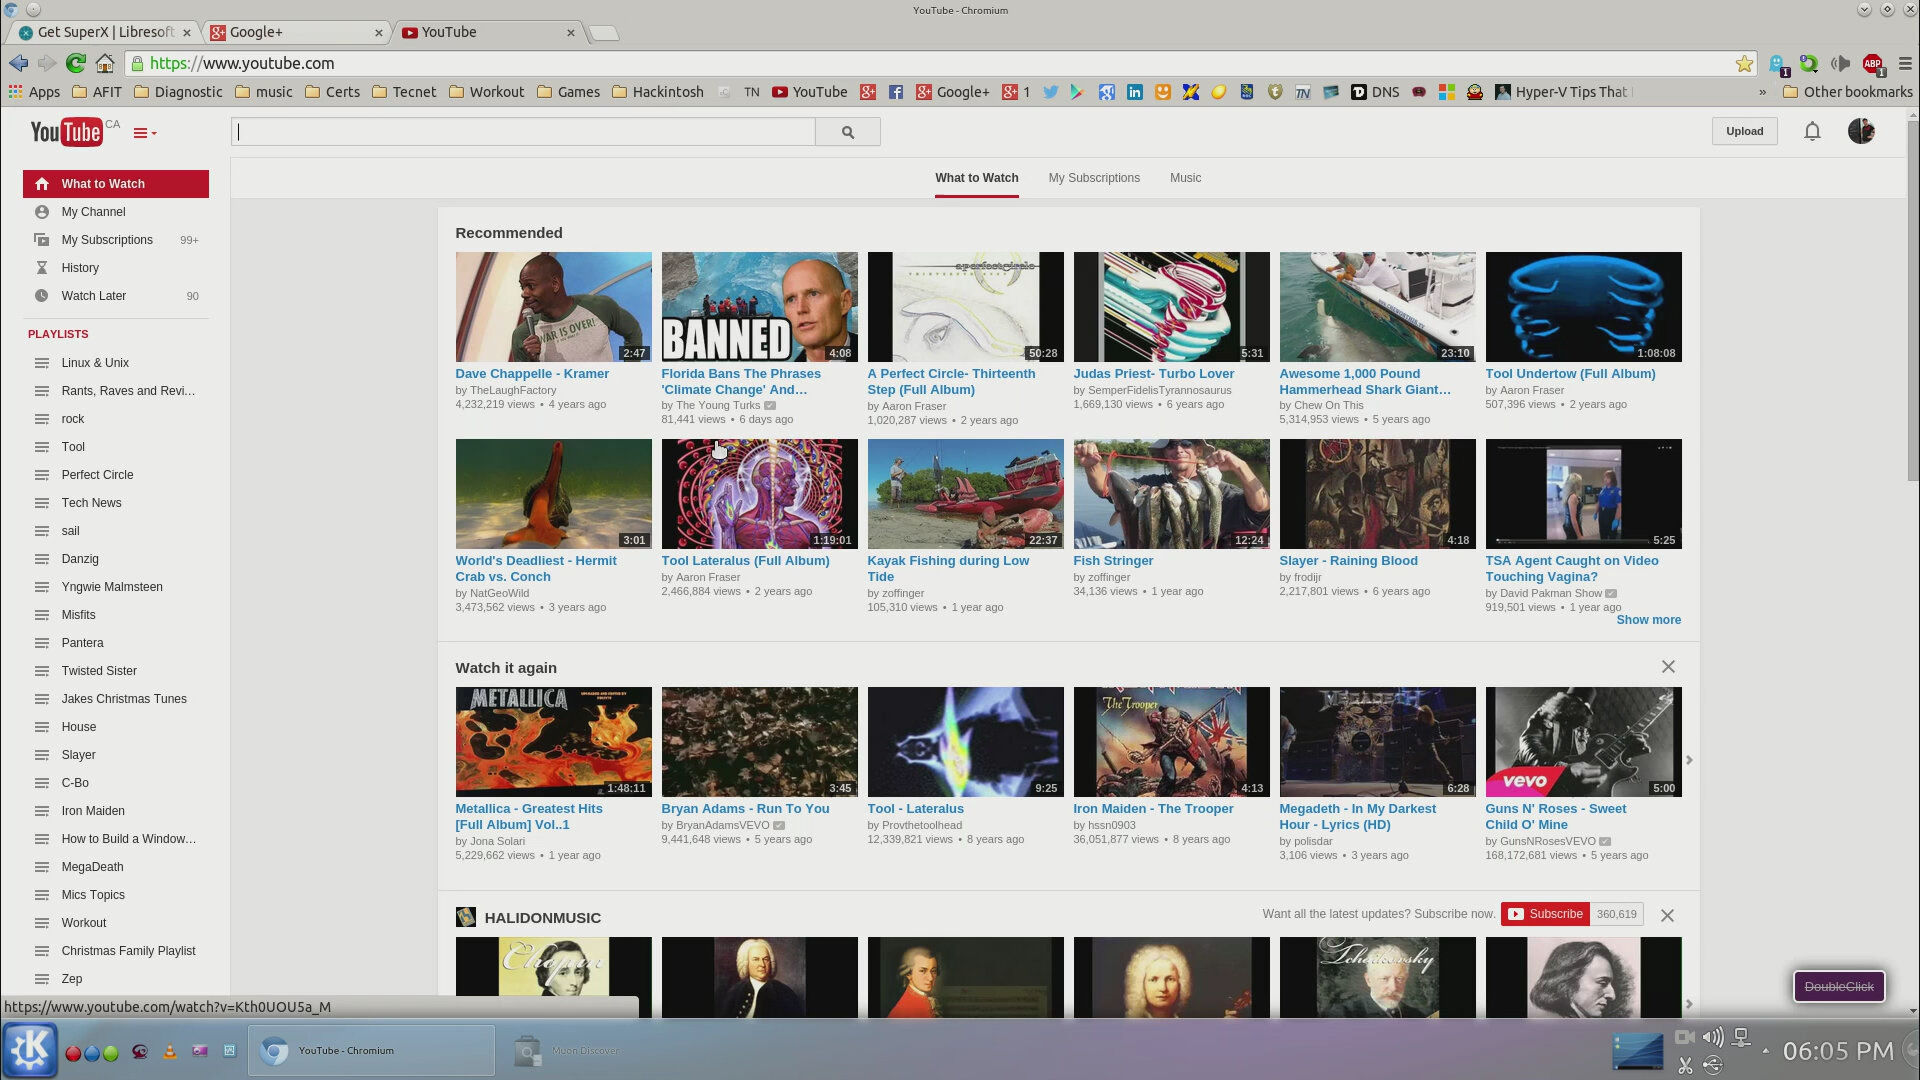 YouTube - Chromium
Get SuperX | Libresoft
Google+
YouTube
https://www.youtube.com
Apps
AFIT
Diagnostic
music
Certs
Tecnet
Workout
Games
Hackintosh
TN
YouTube
Google+
1
DNS
Hyper-V Tips That
»
Other bookmarks
YouTube CA
Upload
What to Watch
My Subscriptions
Music
What to Watch
My Channel
My Subscriptions 99+
History
Watch Later 90
PLAYLISTS
Linux & Unix
Rants, Raves and Revi...
rock
Tool
Perfect Circle
Tech News
sail
Danzig
Yngwie Malmsteen
Misfits
Pantera
Twisted Sister
Jakes Christmas Tunes
House
Slayer
C-Bo
Iron Maiden
How to Build a Window...
MegaDeath
Mics Topics
Workout
Christmas Family Playlist
Zep
Recommended
WAR IS OVER!
2:47
Dave Chappelle - Kramer
by TheLaughFactory
4,232,219 views • 4 years ago
BANNED
4:08
Florida Bans The Phrases
'Climate Change' And...
by The Young Turks
81,441 views • 6 days ago
aperfectcircle
50:28
A Perfect Circle- Thirteenth
Step (Full Album)
by Aaron Fraser
1,020,287 views • 2 years ago
5:31
Judas Priest- Turbo Lover
by SemperFidelisTyrannosaurus
1,669,130 views • 6 years ago
23:10
Awesome 1,000 Pound
Hammerhead Shark Giant...
by Chew On This
5,314,953 views • 5 years ago
1:08:08
Tool Undertow (Full Album)
by Aaron Fraser
507,396 views • 2 years ago
3:01
World's Deadliest - Hermit
Crab vs. Conch
by NatGeoWild
3,473,562 views • 3 years ago
1:19:01
Tool Lateralus (Full Album)
by Aaron Fraser
2,466,884 views • 2 years ago
22:37
Kayak Fishing during Low
Tide
by zoffinger
105,310 views • 1 year ago
12:24
Fish Stringer
by zoffinger
34,136 views • 1 year ago
4:18
Slayer - Raining Blood
by frodijr
2,217,801 views • 6 years ago
5:25
TSA Agent Caught on Video
Touching Vagina?
by David Pakman Show
919,501 views • 1 year ago
Show more
Watch it again
METALLICA
1:48:11
Metallica - Greatest Hits
[Full Album] Vol..1
by Jona Solari
5,229,662 views • 1 year ago
3:45
Bryan Adams - Run To You
by BryanAdamsVEVO
9,441,648 views • 5 years ago
9:25
Tool - Lateralus
by Provthetoolhead
12,339,821 views • 8 years ago
The Trooper
4:13
Iron Maiden - The Trooper
by hssn0903
36,051,877 views • 8 years ago
MEGADETH
6:28
Megadeth - In My Darkest
Hour - Lyrics (HD)
by polisdar
3,106 views • 3 years ago
vevo
5:00
Guns N' Roses - Sweet
Child O' Mine
by GunsNRosesVEVO
168,172,681 views • 5 years ago
HALIDONMUSIC
Want all the latest updates? Subscribe now.
Subscribe 360,619
Chopin
Tchaikovsky
DoubleClick
https://www.youtube.com/watch?v=Kth0UOU5a_M
YouTube - Chromium
Muon Discover
06:05 PM